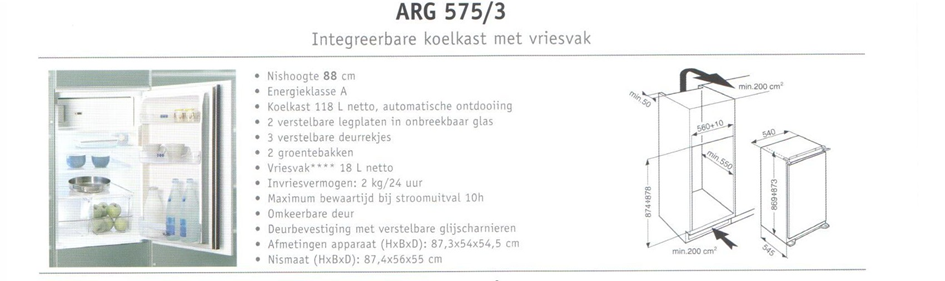 ARG 575/3
Integreerbare koelkast met vriesvak
• Nishoogte 88 cm
• Energieklasse A
• Koelkast 118 L netto, automatische ontdooiing
• 2 verstelbare legplaten in onbreekbaar glas
• 3 verstelbare deurrekjes
• 2 groentebakken
• Vriesvak**** 18 L netto
• Invriesvermogen: 2 kg/24 uur
• Maximum bewaartijd bij stroomuitval 10h
• Omkeerbare deur
• Deurbevestiging met verstelbare glijscharnieren
• Afmetingen apparaat (HxBxD): 87,3x54x54,5 cm
• Nismaat (HxBxD): 87,4x56x55 cm
min.200 cm²
min.50
560+10
min.550
874÷878
min.200 cm²
540
869÷873
545